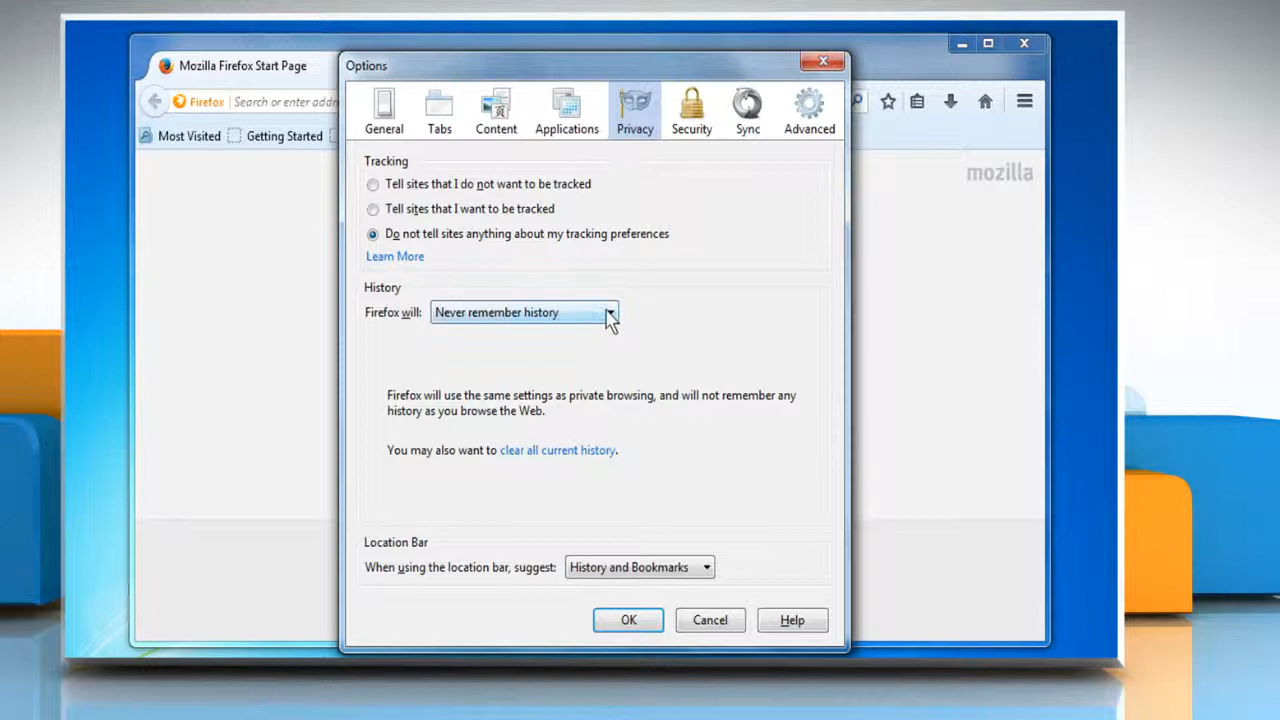 Mozilla Firefox Start Page
Options
Firefox
Search or enter addr
Most Visited
Getting Started
General
Tabs
Content
Applications
Privacy
Security
Sync
Advanced
mozilla
Tracking
Tell sites that I do not want to be tracked
Tell sites that I want to be tracked
Do not tell sites anything about my tracking preferences
Learn More
History
Firefox will: Never remember history
Firefox will use the same settings as private browsing, and will not remember any
history as you browse the Web.
You may also want to clear all current history.
Location Bar
When using the location bar, suggest: History and Bookmarks
OK
Cancel
Help